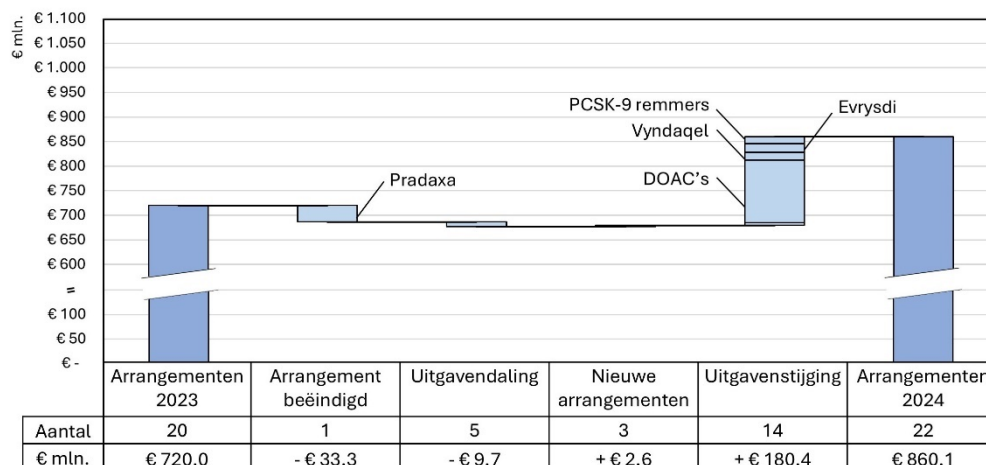 € mln.
€ 1.100
€ 1.050
€ 1.000
€ 950
€ 900
€ 850
€ 800
€ 750
€ 700
€ 650
€ 600
=
€ 100
€ 50
€ -
PCSK-9 remmers
Evrysdi
Vyndaqel
DOAC's
Pradaxa
Arrangementen 2023
Arrangement beëindigd
Uitgavendaling
Nieuwe arrangementen
Uitgavenstijging
Arrangementen 2024
Aantal 20 1 5 3 14 22
€ mln. € 720.0 - € 33.3 - € 9.7 + € 2.6 + € 180.4 € 860.1